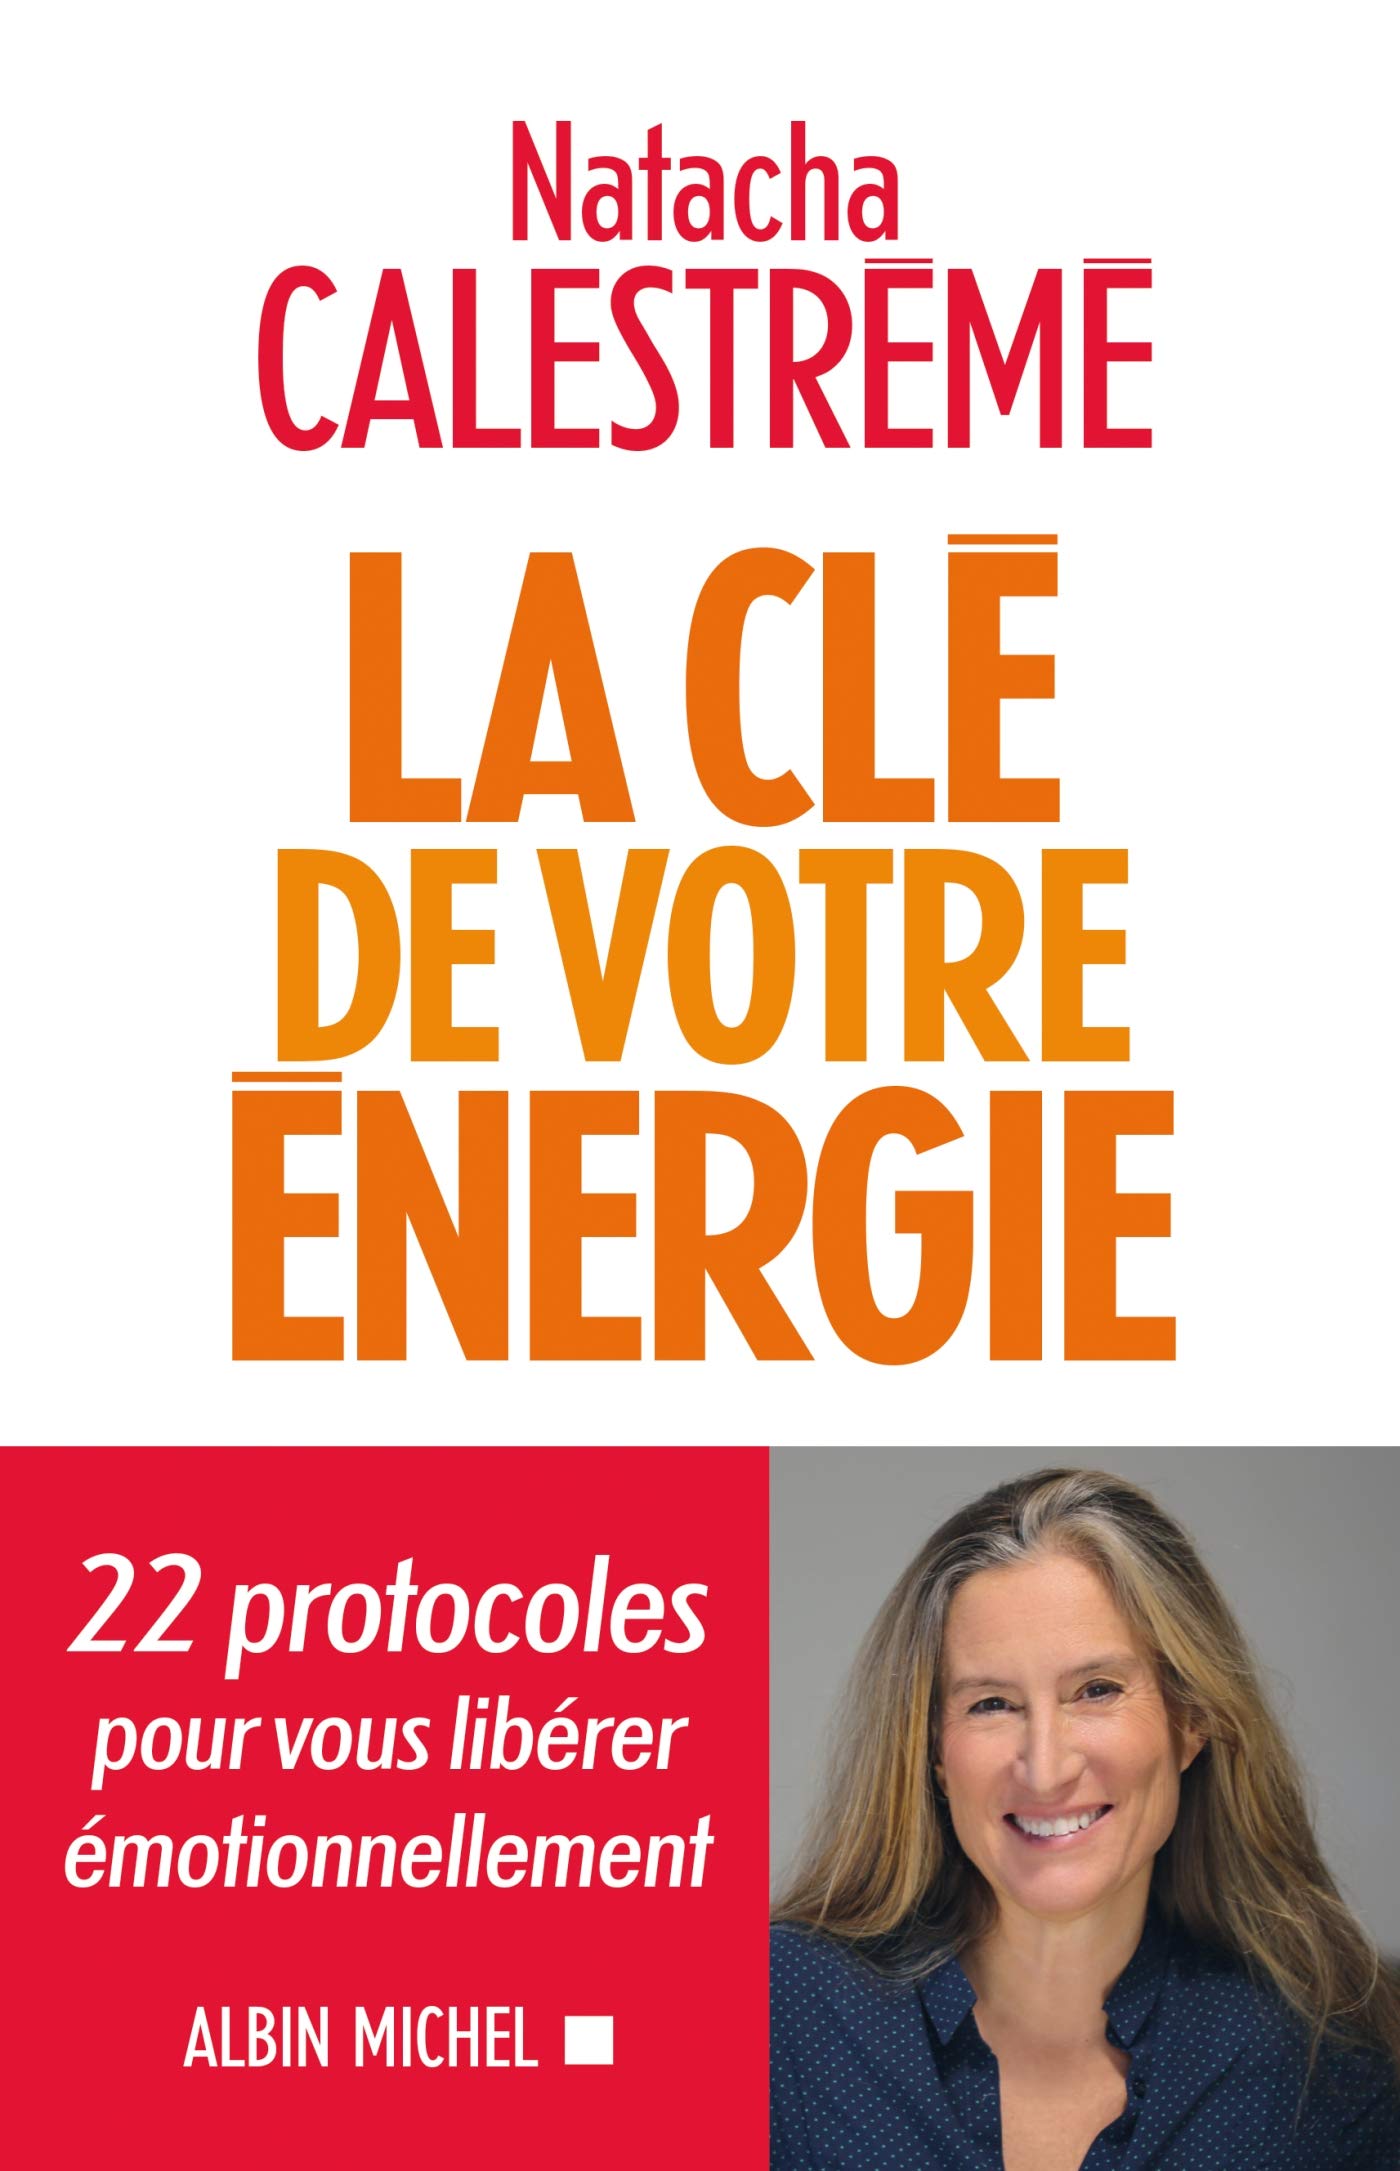 Natacha
CALESTRÉMÉ
LA CLÉ
DE VOTRE
ÉNERGIE
22 protocoles
pour vous libérer
émotionnellement
ALBIN MICHEL